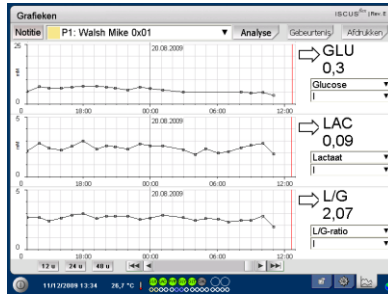 Grafieken
ISCUS
Notitie P1: Walsh Mike 0x01 Analyse Gebeurtenis Afdrukken
25
20.08.2009
GLU
0,3
Glucose
I
0
18:00 00:00 06:00 12:00
5
20.08.2009
LAC
0,09
Lactaat
I
0
18:00 00:00 06:00 12:00
5
20.08.2009
L/G
2,07
L/G-ratio
I
0
18:00 00:00 06:00 12:00
12 u 24 u 48 u
11/12/2009 13:34 26,7 °C